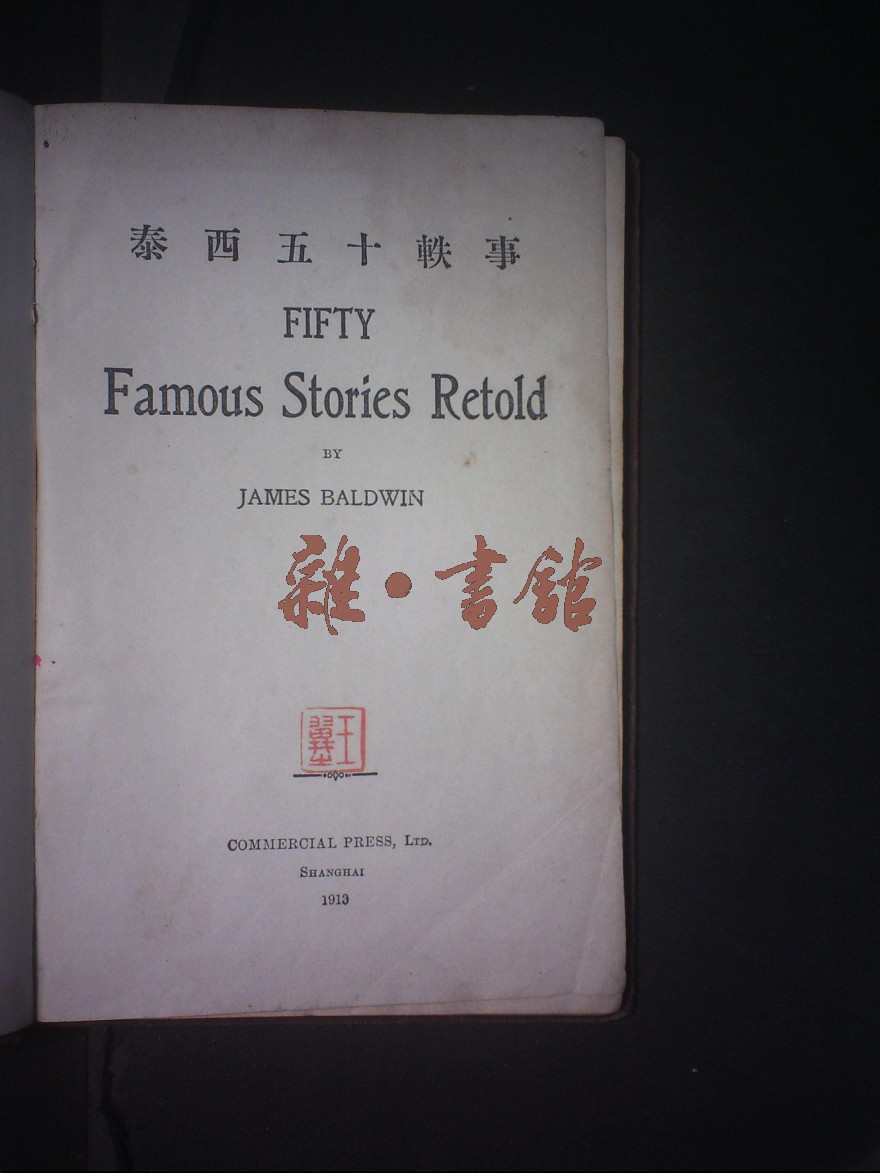 泰西五十軼事
FIFTY
Famous Stories Retold
BY
JAMES BALDWIN
雜·書館
COMMERCIAL PRESS, LTD.
SHANGHAI
1913